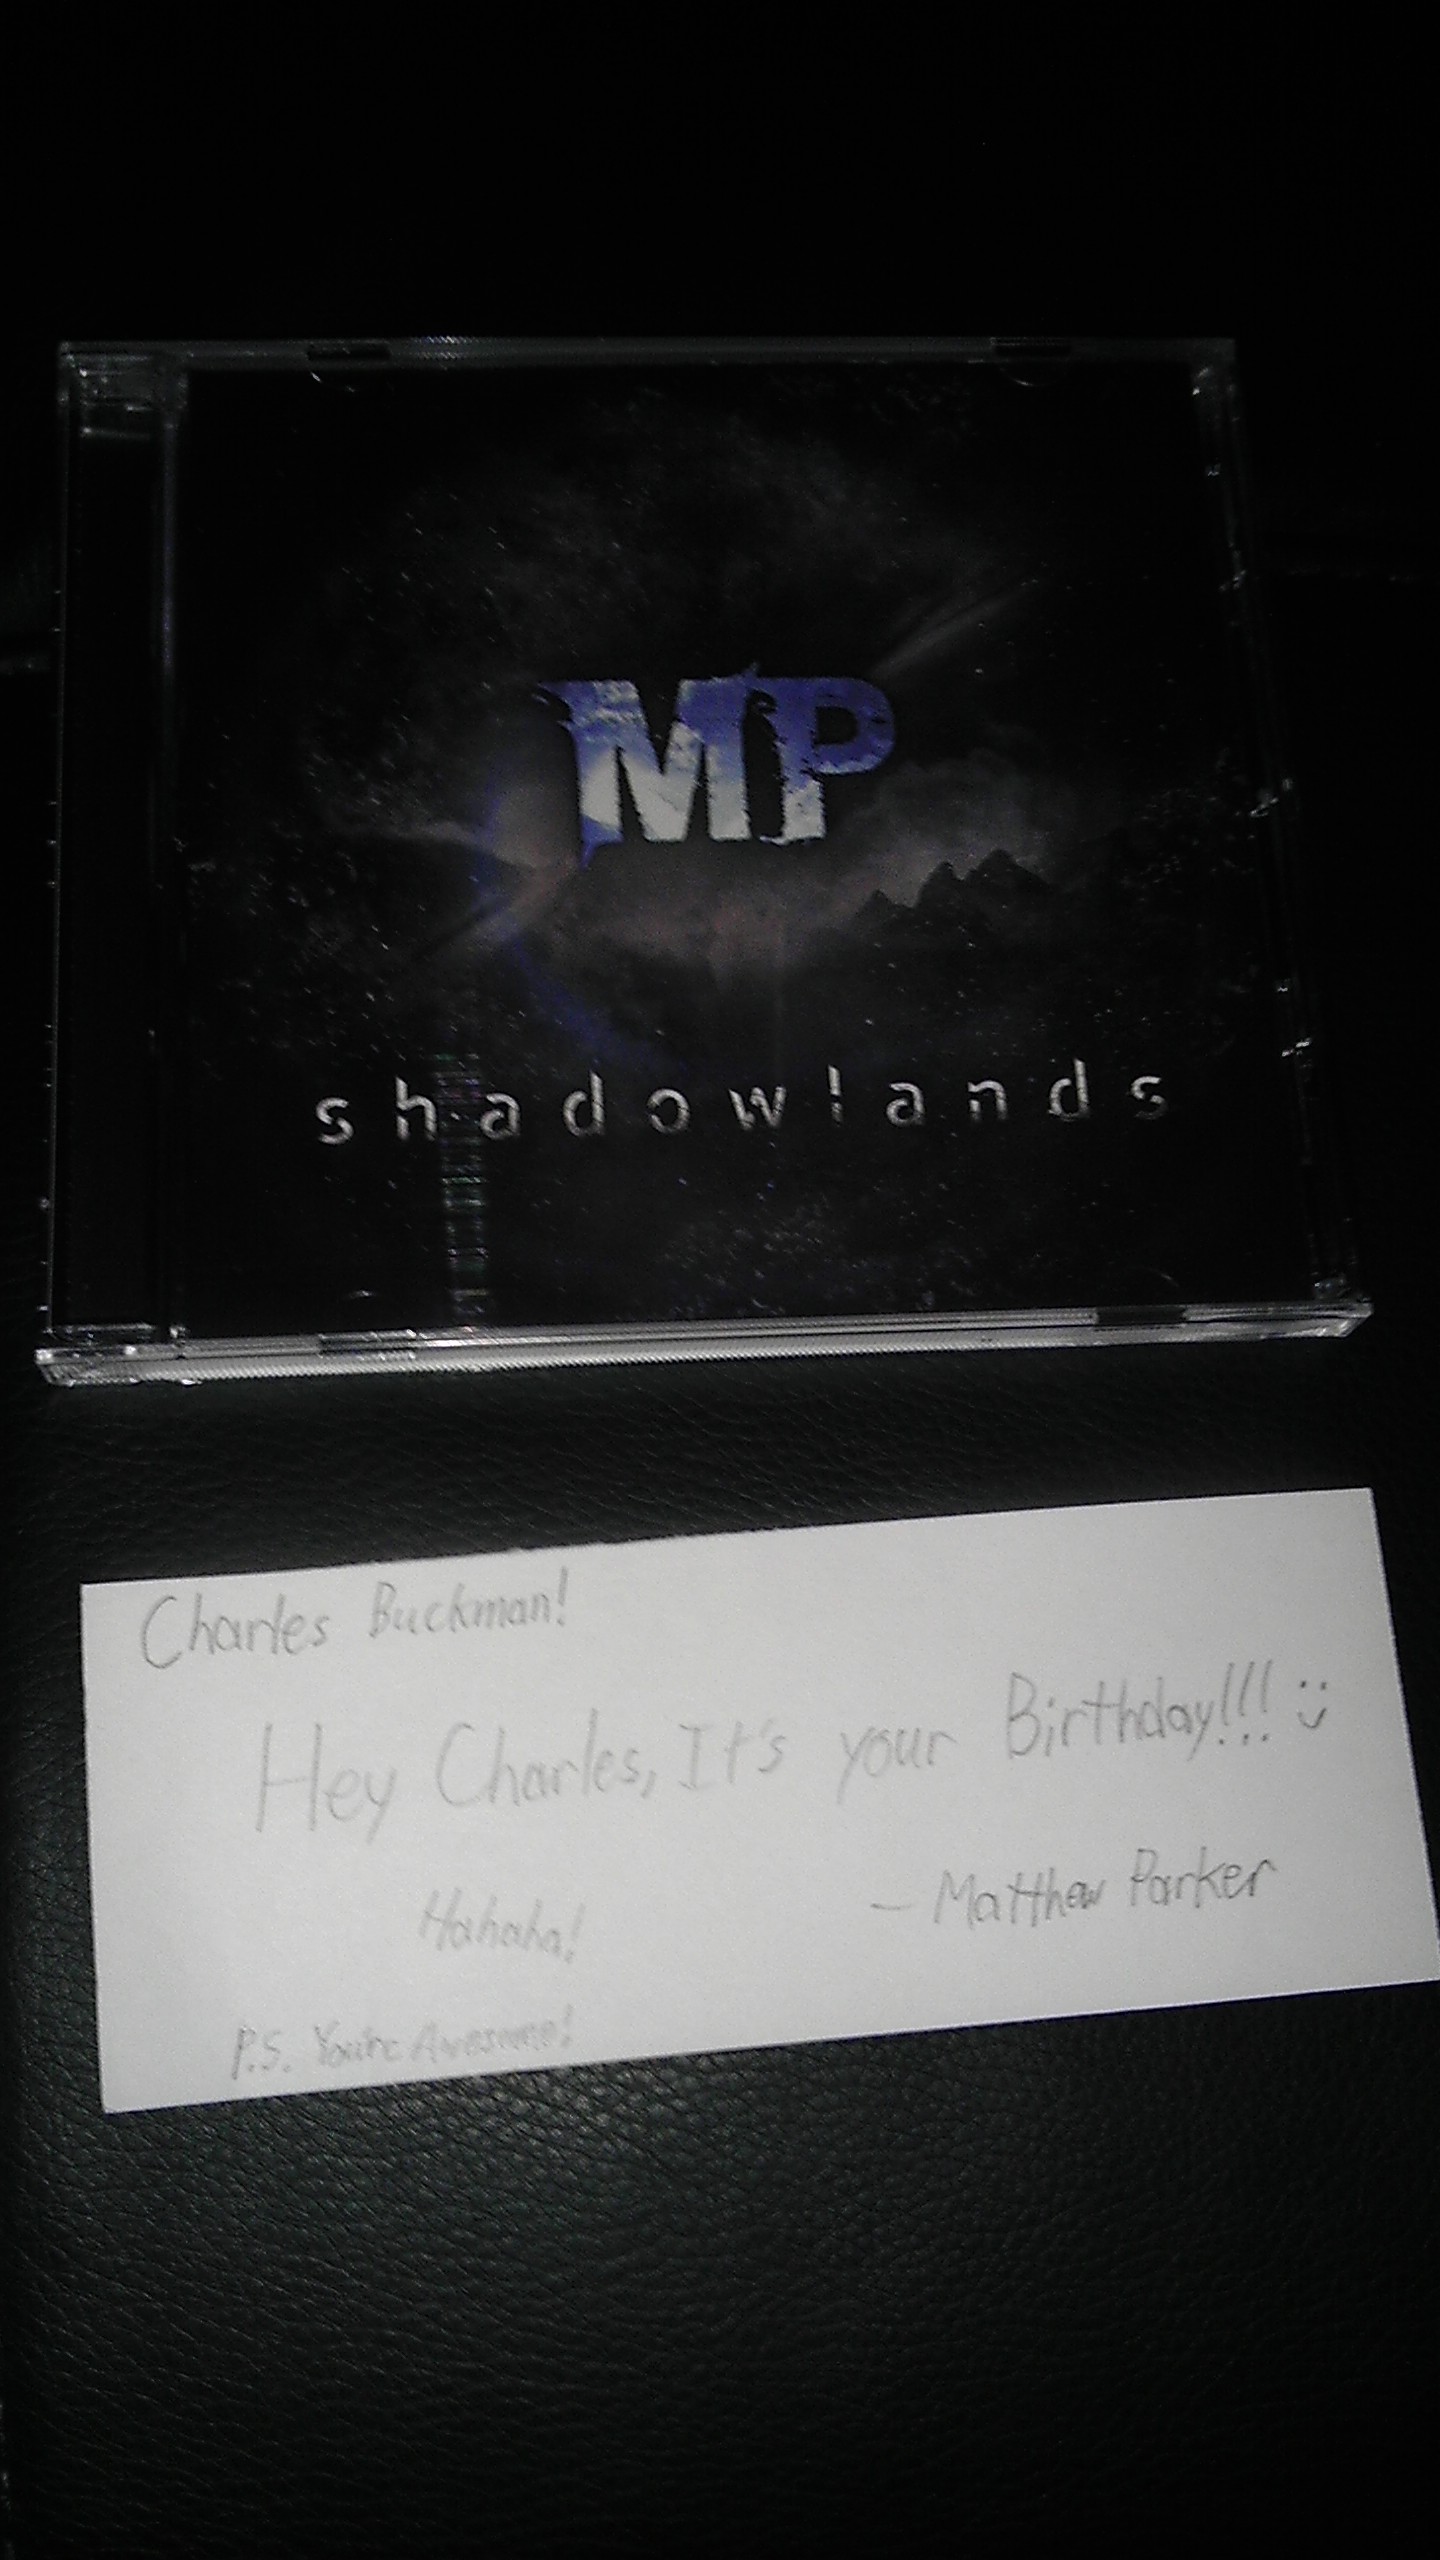 MP
shadowlands
Charles Buckman!
Hey Charles, It's your Birthday!!! :)
Hahaha!
- Matthew Parker
P.S. You're Awesome!